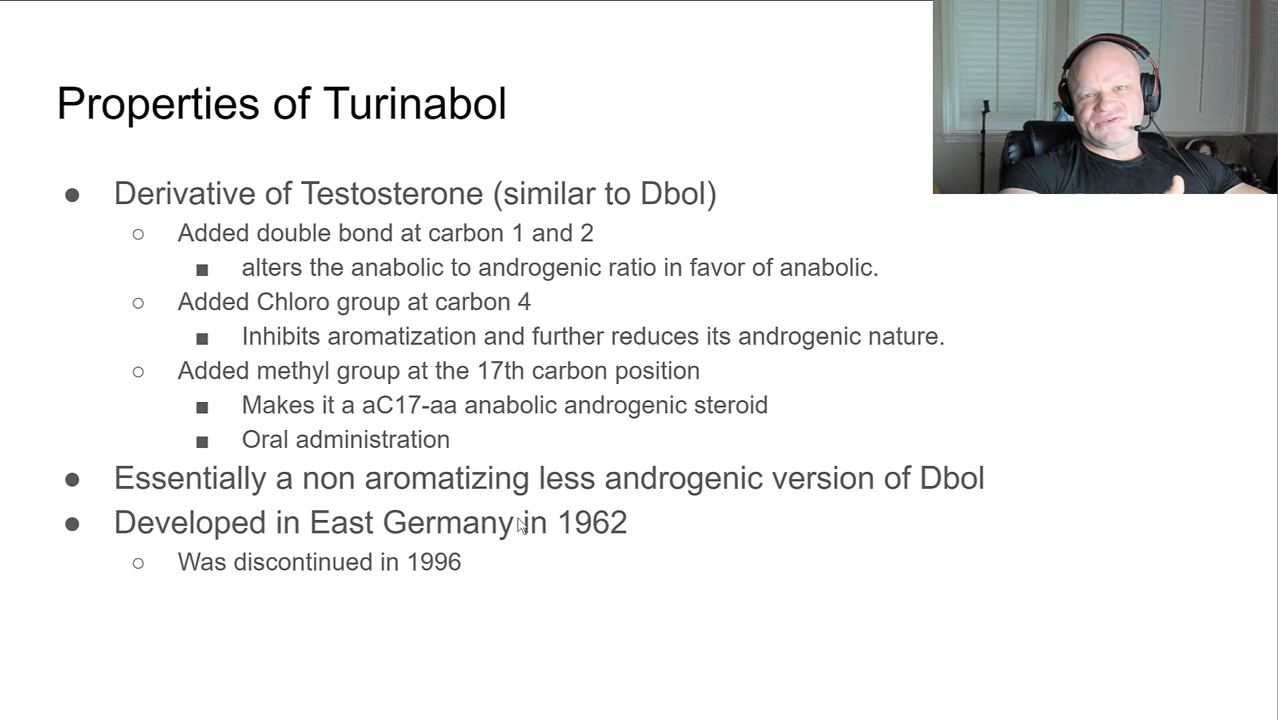 Properties of Turinabol
● Derivative of Testosterone (similar to Dbol)
○ Added double bond at carbon 1 and 2
■ alters the anabolic to androgenic ratio in favor of anabolic.
○ Added Chloro group at carbon 4
■ Inhibits aromatization and further reduces its androgenic nature.
○ Added methyl group at the 17th carbon position
■ Makes it a aC17-aa anabolic androgenic steroid
■ Oral administration
● Essentially a non aromatizing less androgenic version of Dbol
● Developed in East Germany in 1962
○ Was discontinued in 1996